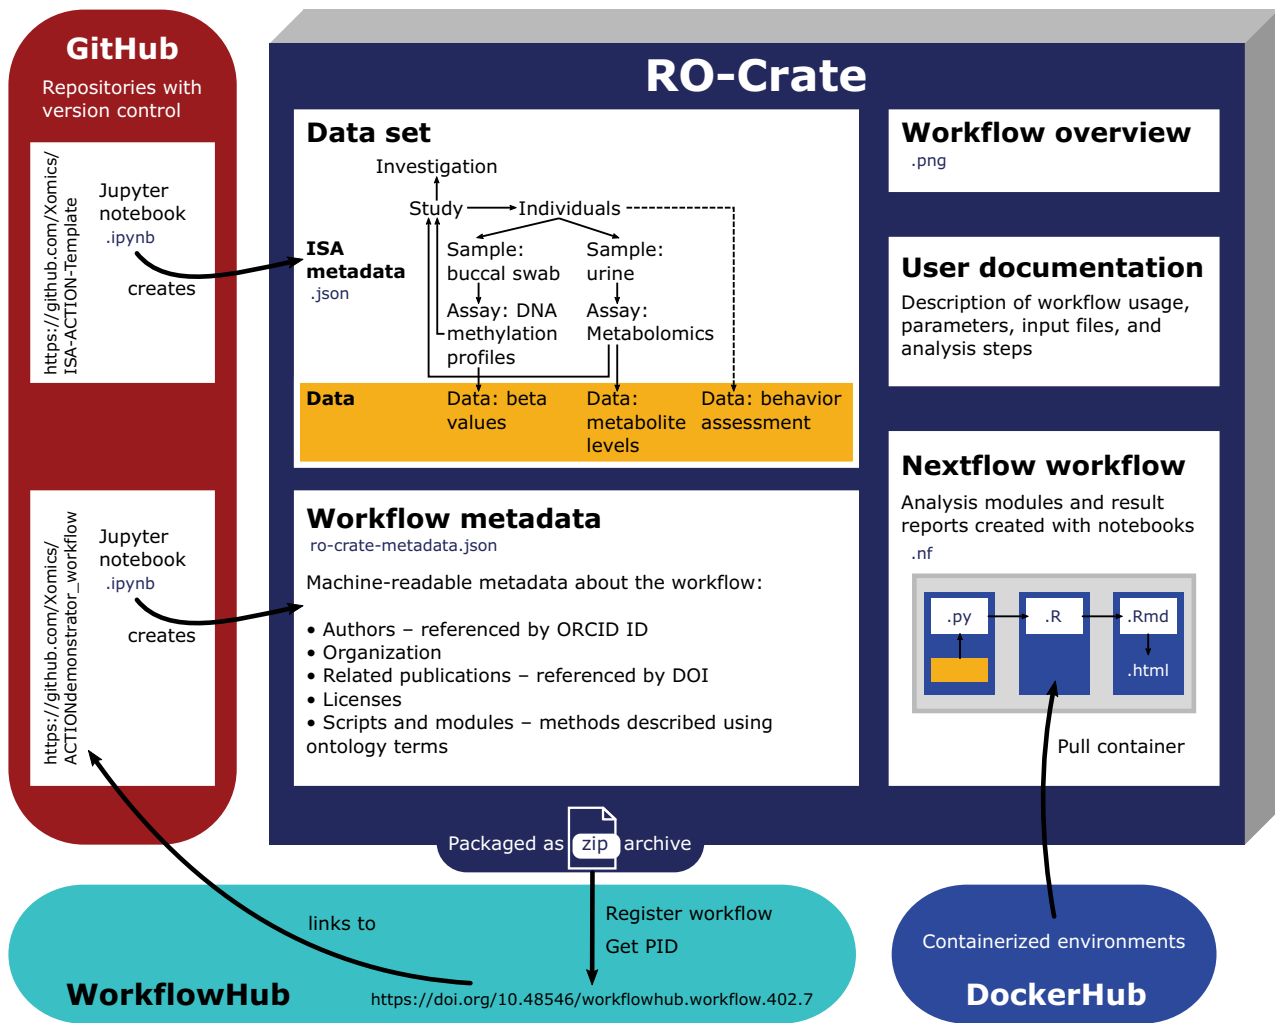 GitHub
Repositories with
version control
https://github.com/Xomics/
ISA-ACTION-Template
Jupyter
notebook
.ipynb
creates
https://github.com/Xomics/
ACTIONdemonstrator_workflow
Jupyter
notebook
.ipynb
creates
RO-Crate
Data set
Investigation
Study
Individuals
ISA
metadata
.json
Sample:
buccal swab
Sample:
urine
Assay: DNA
methylation
profiles
Assay:
Metabolomics
Data
Data: beta
values
Data:
metabolite
levels
Data: behavior
assessment
Workflow metadata
ro-crate-metadata.json
Machine-readable metadata about the workflow:
• Authors – referenced by ORCID ID
• Organization
• Related publications – referenced by DOI
• Licenses
• Scripts and modules – methods described using
ontology terms
Workflow overview
.png
User documentation
Description of workflow usage,
parameters, input files, and
analysis steps
Nextflow workflow
Analysis modules and result
reports created with notebooks
.nf
.py
.R
.Rmd
.html
Pull container
Packaged as zip archive
links to
Register workflow
Get PID
WorkflowHub
https://doi.org/10.48546/workflowhub.workflow.402.7
Containerized environments
DockerHub